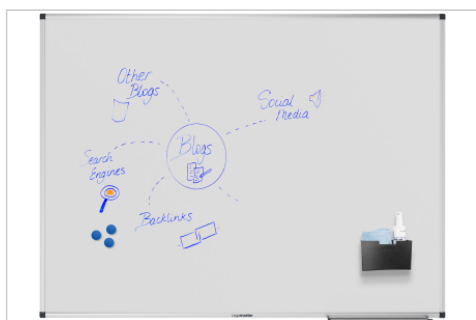 Other
Blogs
Social
Media
Blogs
Search
Engines
Backlinks